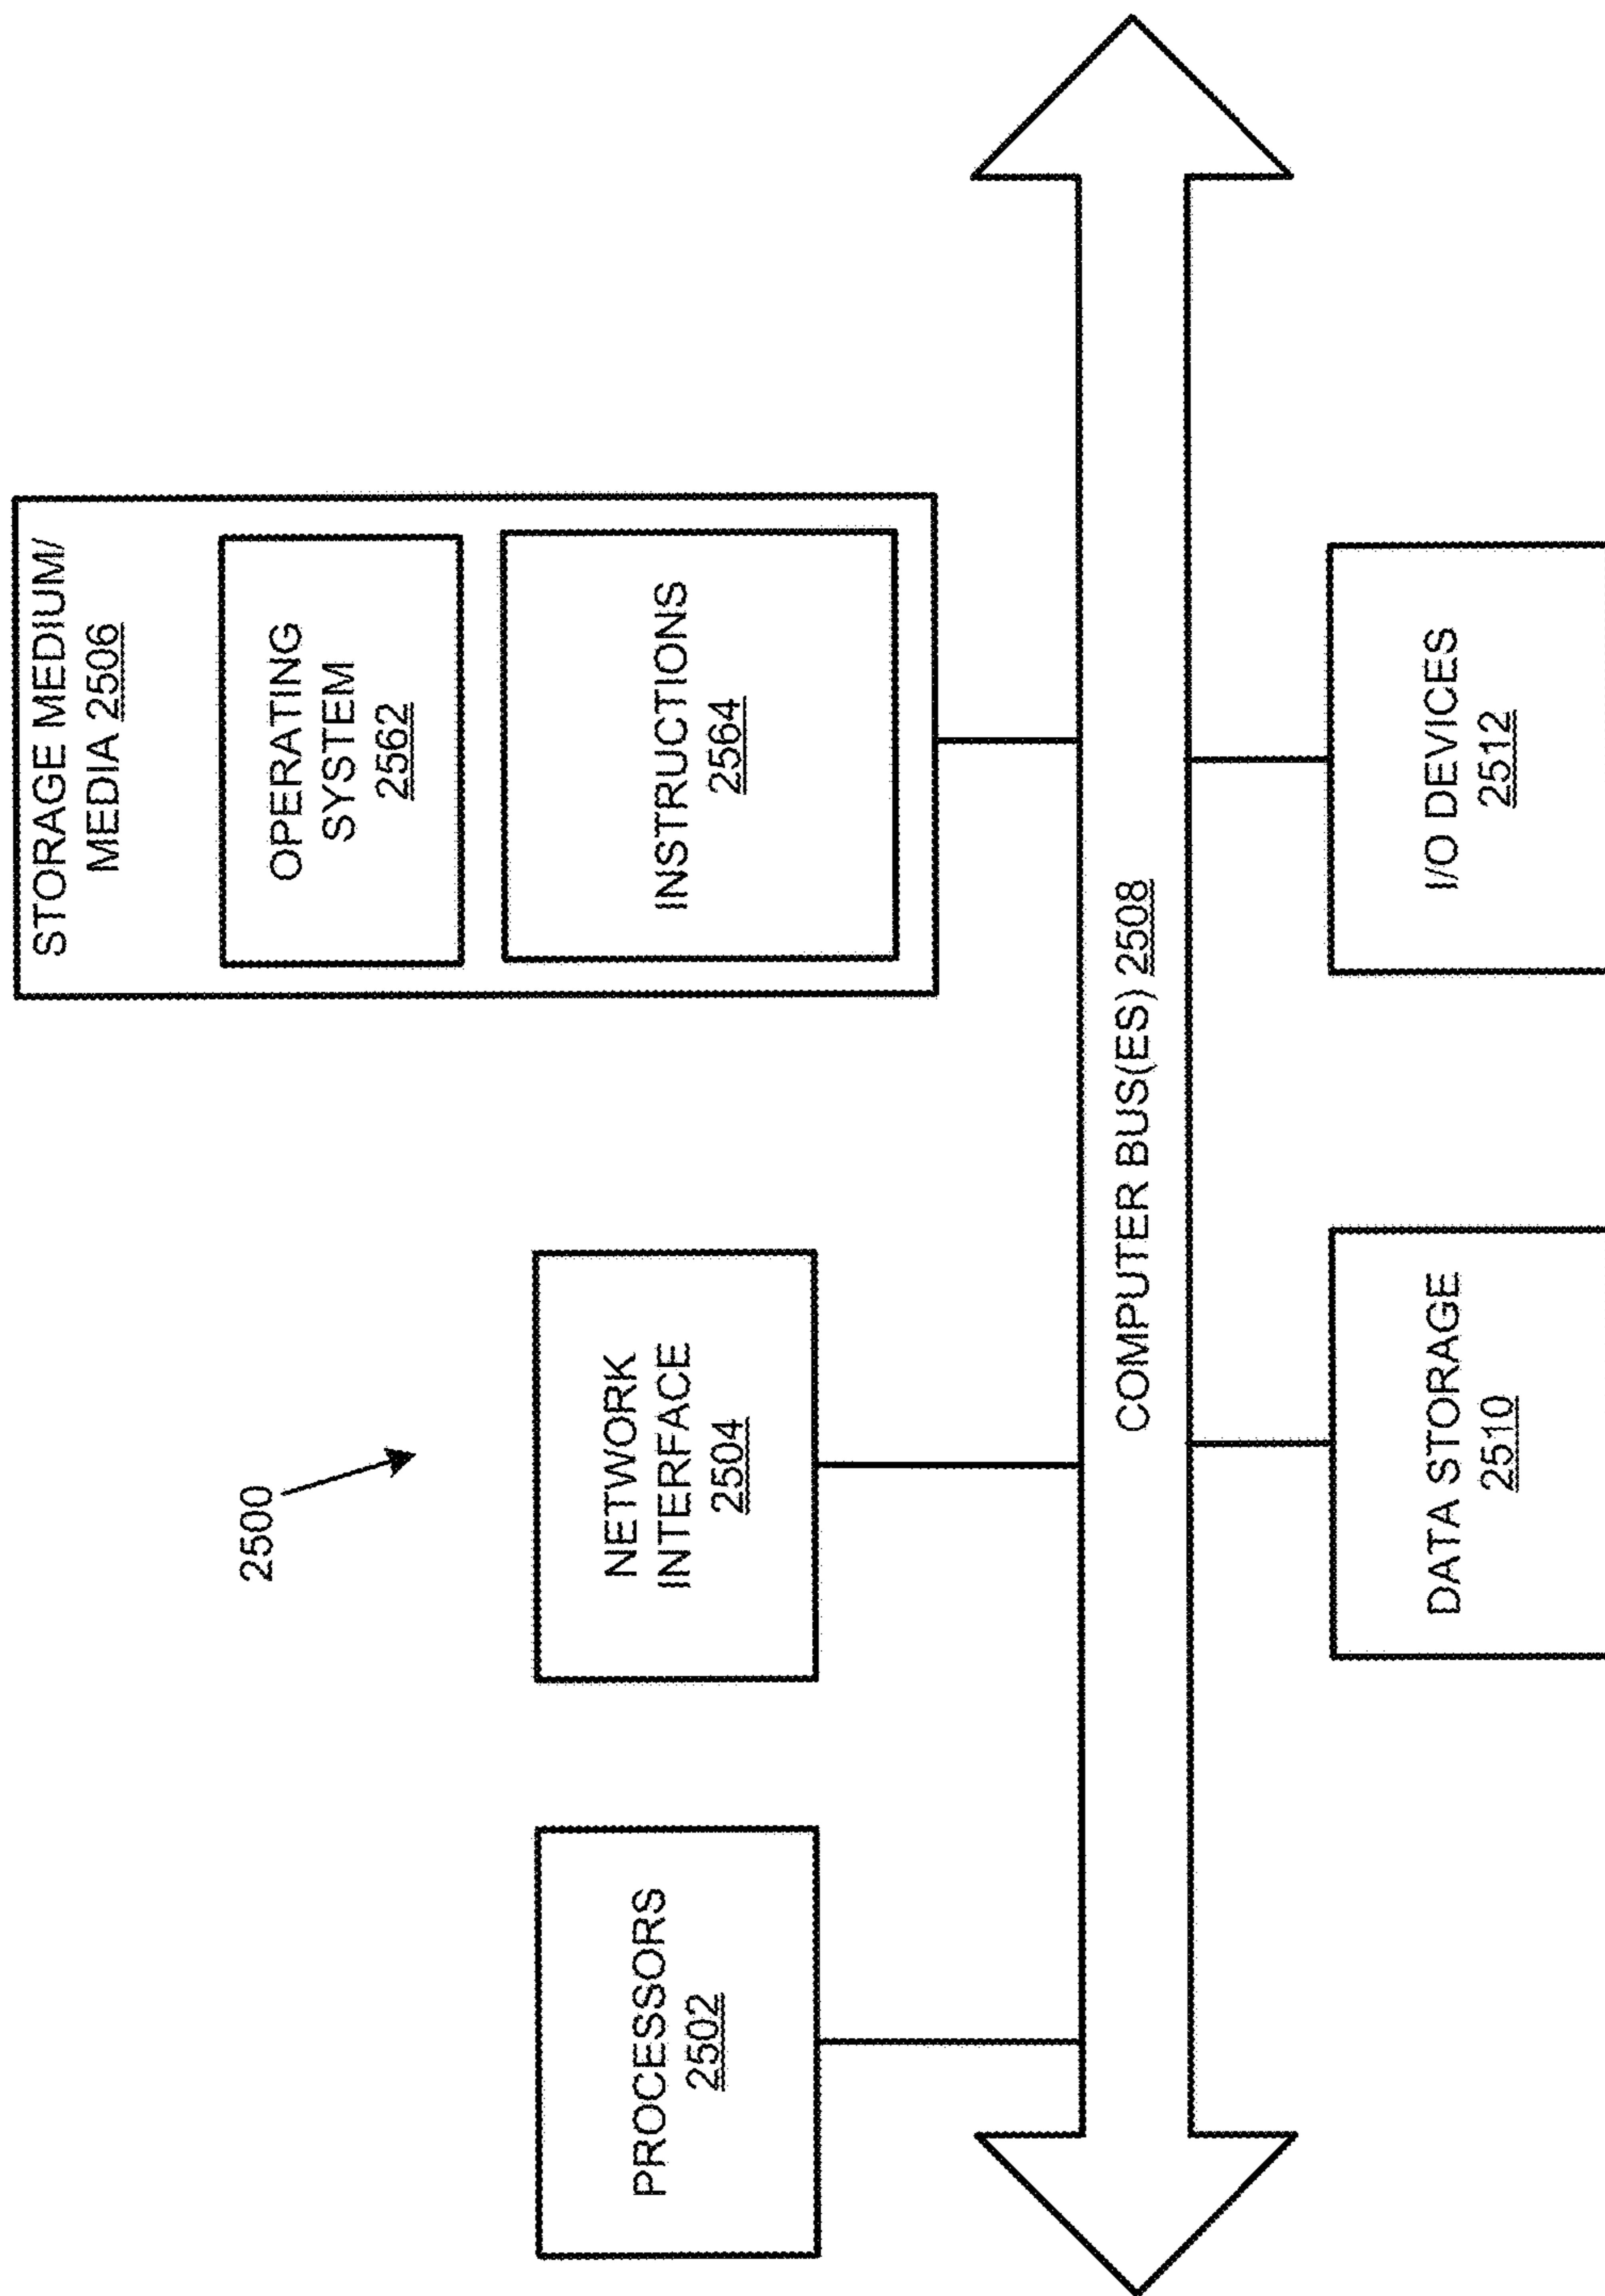 2500
PROCESSORS
2502
NETWORK
INTERFACE
2504
STORAGE MEDIUM/
MEDIA 2506
OPERATING
SYSTEM
2562
INSTRUCTIONS
2564
COMPUTER BUS(ES) 2508
DATA STORAGE
2510
I/O DEVICES
2512